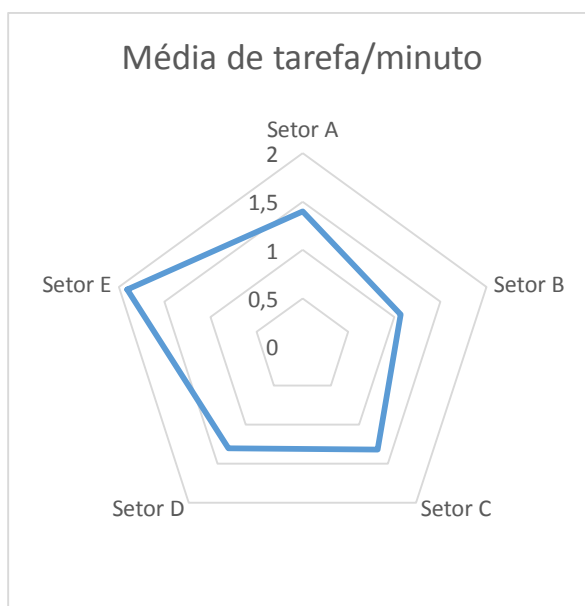 Média de tarefa/minuto
Setor A
2
1,5
1
0,5
0
Setor E
Setor B
Setor D
Setor C